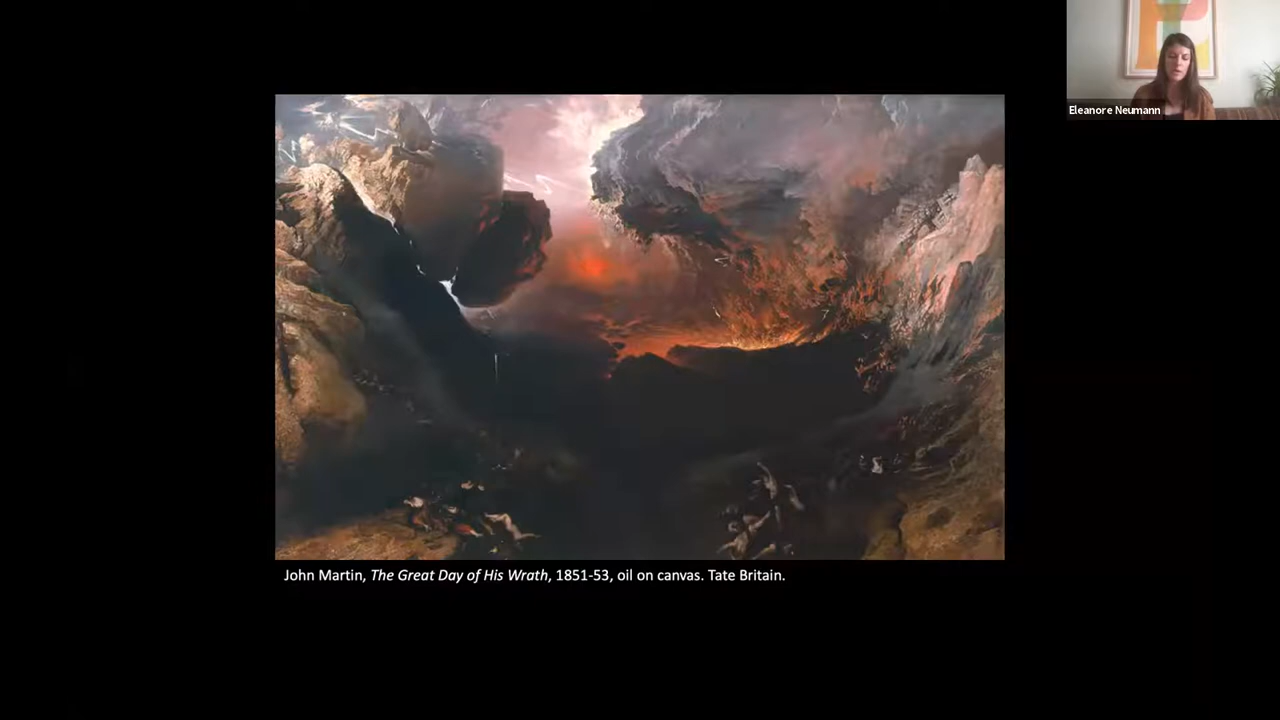 Eleanore Neumann
John Martin, The Great Day of His Wrath, 1851-53, oil on canvas. Tate Britain.